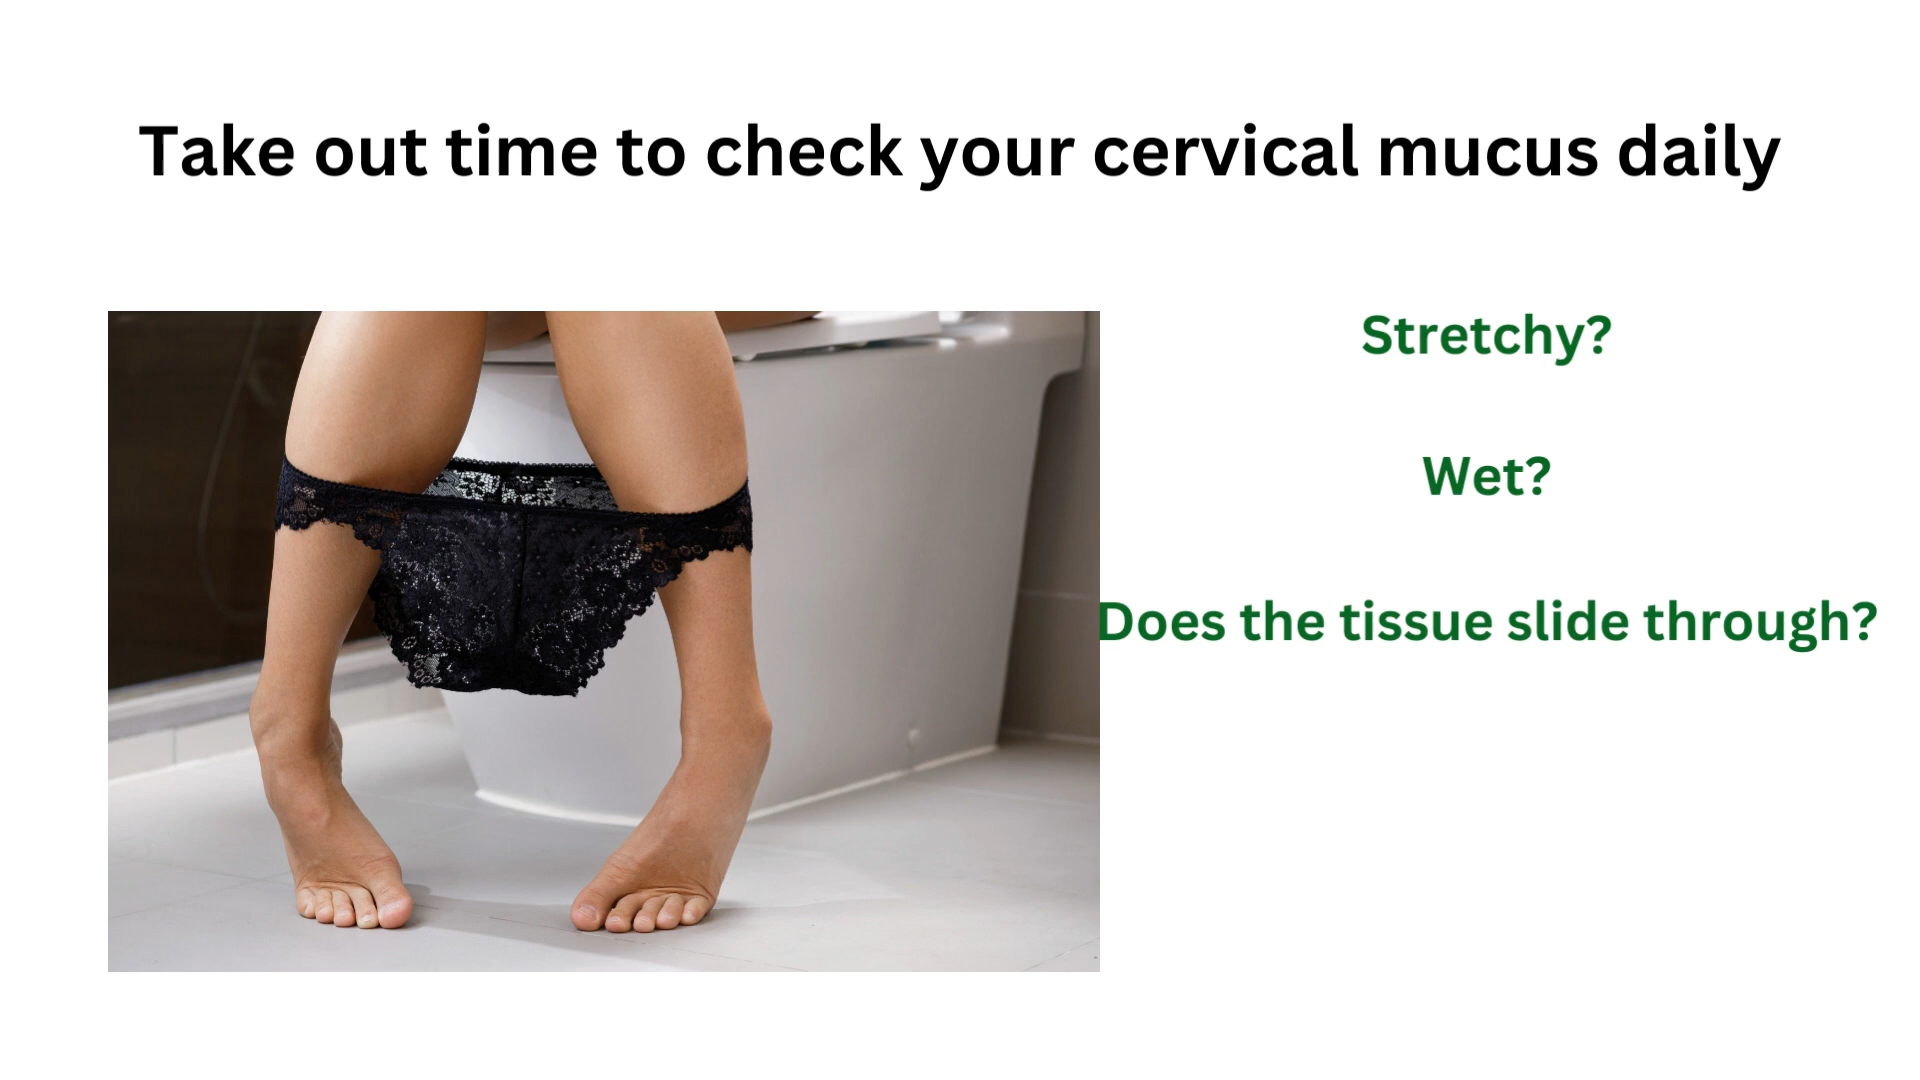 Take out time to check your cervical mucus daily
Stretchy?
Wet?
Does the tissue slide through?